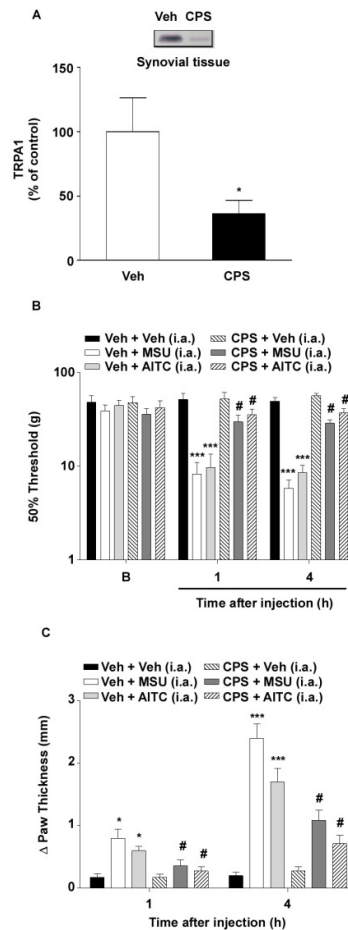 A
Veh CPS
Synovial tissue
150
100
50
0
TRPA1
(% of control)
*
Veh CPS
B
Veh + Veh (i.a.) CPS + Veh (i.a.)
Veh + MSU (i.a.) CPS + MSU (i.a.)
Veh + AITC (i.a.) CPS + AITC (i.a.)
100
10
1
50% Threshold (g)
*** *** # #
*** *** # #
B 1 4
Time after injection (h)
C
Veh + Veh (i.a.) CPS + Veh (i.a.)
Veh + MSU (i.a.) CPS + MSU (i.a.)
Veh + AITC (i.a.) CPS + AITC (i.a.)
3
2
1
0
Δ Paw Thickness (mm)
* * # #
*** *** # #
1 4
Time after injection (h)